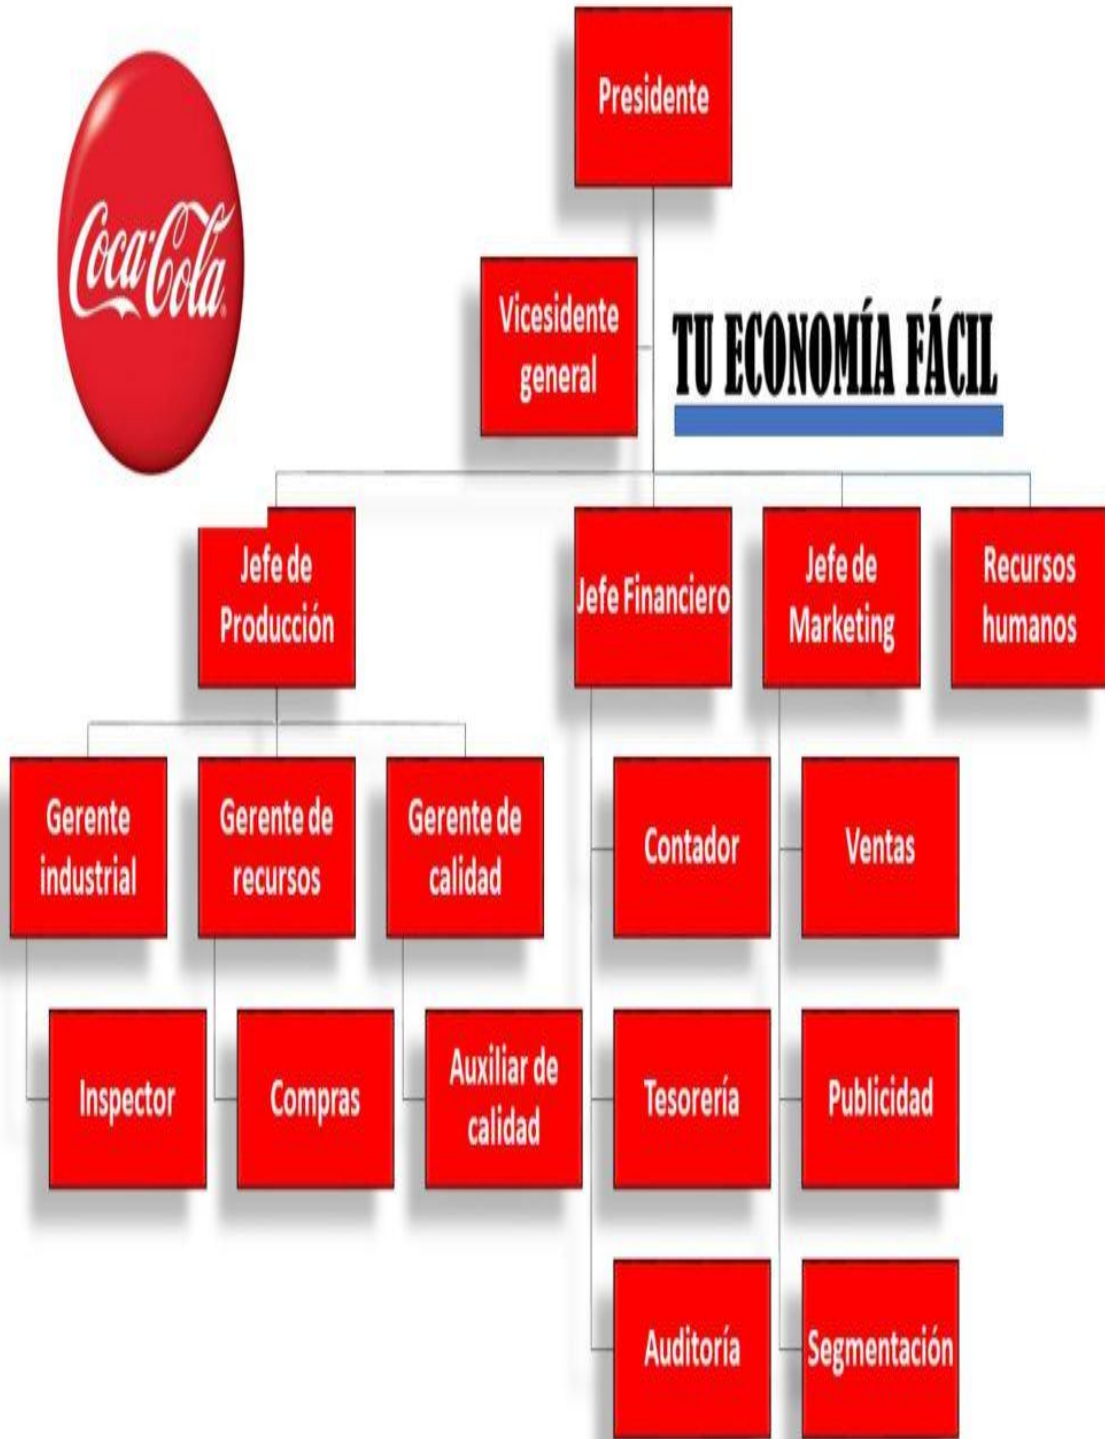 Presidente
Coca-Cola
Vicesidente
general
TU ECONOMÍA FÁCIL
Jefe de
Producción
Jefe Financiero
Jefe de
Marketing
Recursos
humanos
Gerente
industrial
Gerente de
recursos
Gerente de
calidad
Contador
Ventas
Inspector
Compras
Auxiliar de
calidad
Tesorería
Publicidad
Auditoría
Segmentación